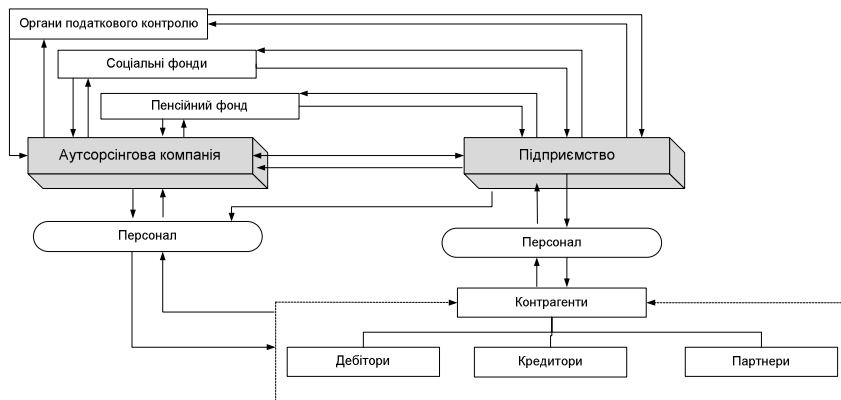 Органи податкового контролю
Соціальні фонди
Пенсійний фонд
Аутсорсінгова компанія
Підприємство
Персонал
Персонал
Контрагенти
Дебітори
Кредитори
Партнери